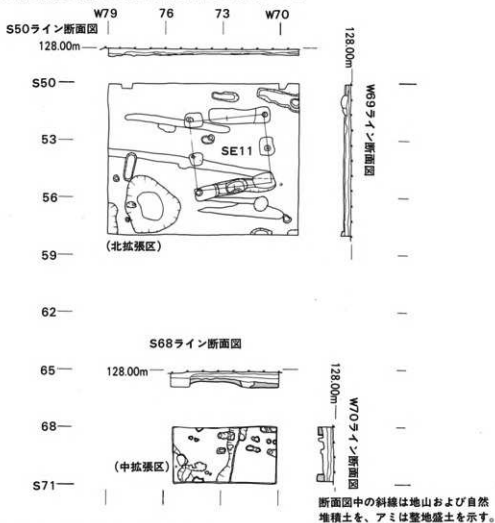 W79 76 73 W70
S50ライン断面図
128.00m
128.00m
S50
W69ライン断面図
53
SE11
56
(北拡張区)
59
62
S68ライン断面図
65
128.00m
128.00m
W70ライン断面図
68
(中拡張区)
S71
断面図中の斜線は地山および自然
堆積土を、アミは整地盛土を示す。